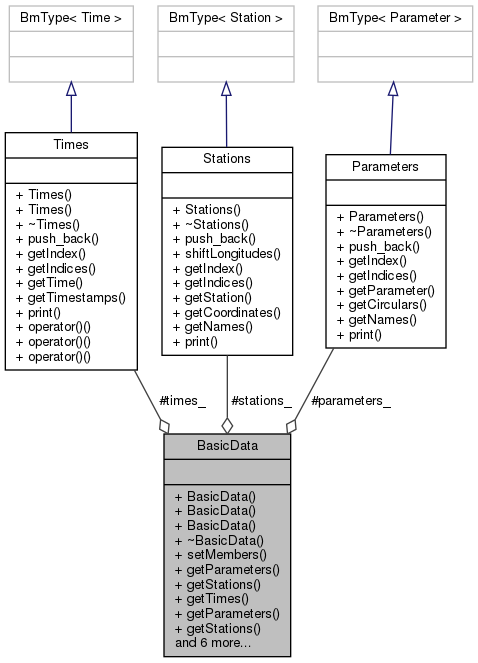 BmType< Time >
BmType< Station >
BmType< Parameter >
Times
+ Times()
+ Times()
+ ~Times()
+ push_back()
+ getIndex()
+ getIndices()
+ getTime()
+ getTimestamps()
+ print()
+ operator()()
+ operator()()
+ operator()()
Stations
+ Stations()
+ ~Stations()
+ push_back()
+ shiftLongitudes()
+ getIndex()
+ getIndices()
+ getStation()
+ getCoordinates()
+ getNames()
+ print()
Parameters
+ Parameters()
+ ~Parameters()
+ push_back()
+ getIndex()
+ getIndices()
+ getParameter()
+ getCirculars()
+ getNames()
+ print()
#times_
#stations_
#parameters_
BasicData
+ BasicData()
+ BasicData()
+ BasicData()
+ ~BasicData()
+ setMembers()
+ getParameters()
+ getStations()
+ getTimes()
+ getParameters()
+ getStations()
and 6 more...